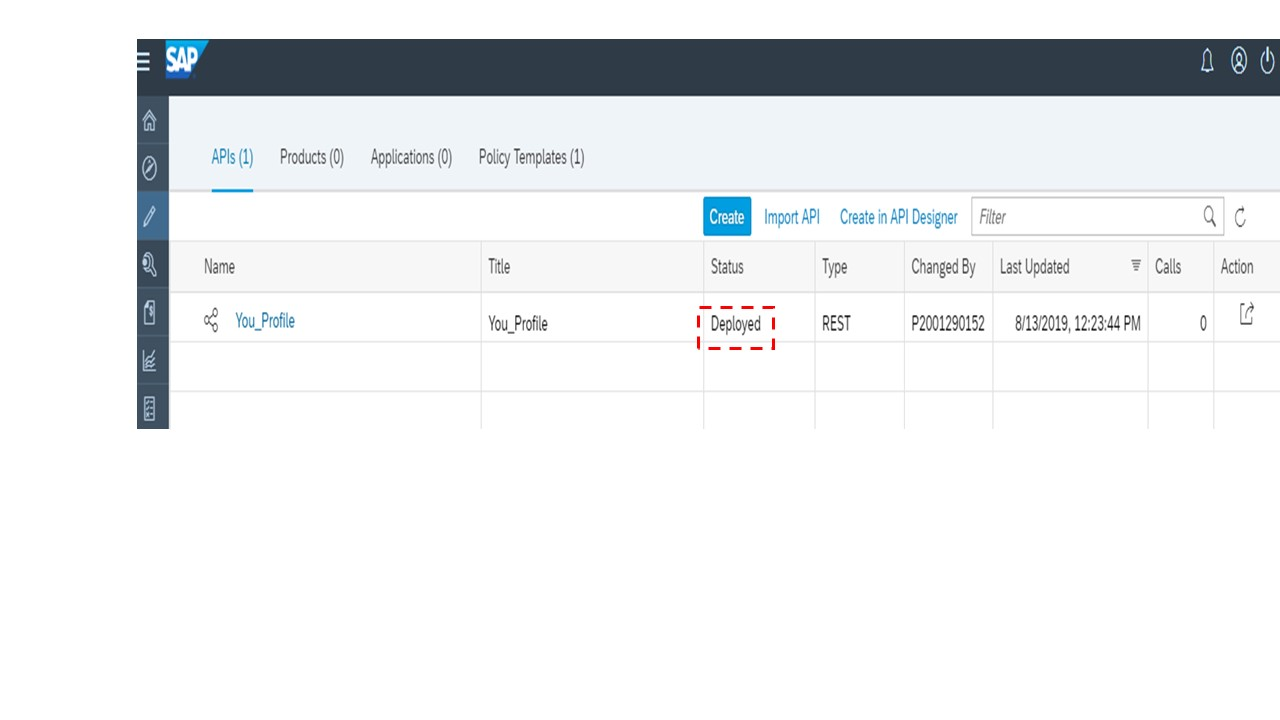 SAP
APIs (1) Products (0) Applications (0) Policy Templates (1)
Create Import API Create in API Designer Filter
Name Title Status Type Changed By Last Updated Calls Action
You_Profile You_Profile Deployed REST P2001290152 8/13/2019, 12:23:44 PM 0